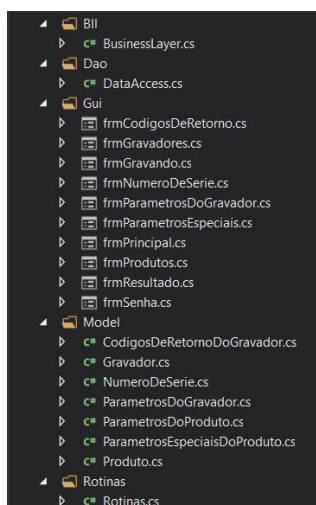 Bll
C# BusinessLayer.cs
Dao
C# DataAccess.cs
Gui
frmCodigosDeRetorno.cs
frmGravadores.cs
frmGravando.cs
frmNumeroDeSerie.cs
frmParametrosDoGravador.cs
frmParametrosEspeciais.cs
frmPrincipal.cs
frmProdutos.cs
frmResultado.cs
frmSenha.cs
Model
C# CodigosDeRetornoDoGravador.cs
C# Gravador.cs
C# NumeroDeSerie.cs
C# ParametrosDoGravador.cs
C# ParametrosDoProduto.cs
C# ParametrosEspeciaisDoProduto.cs
C# Produto.cs
Rotinas
C# Rotinas.cs